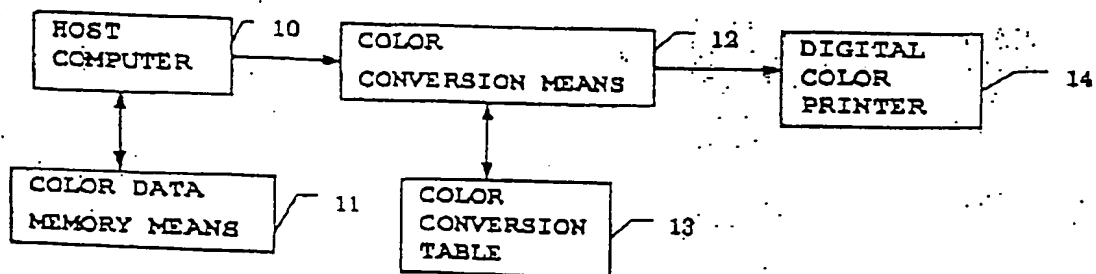 HOST
COMPUTER
10
COLOR
CONVERSION MEANS
12
DIGITAL
COLOR
PRINTER
14
COLOR DATA
MEMORY MEANS
11
COLOR
CONVERSION
TABLE
13